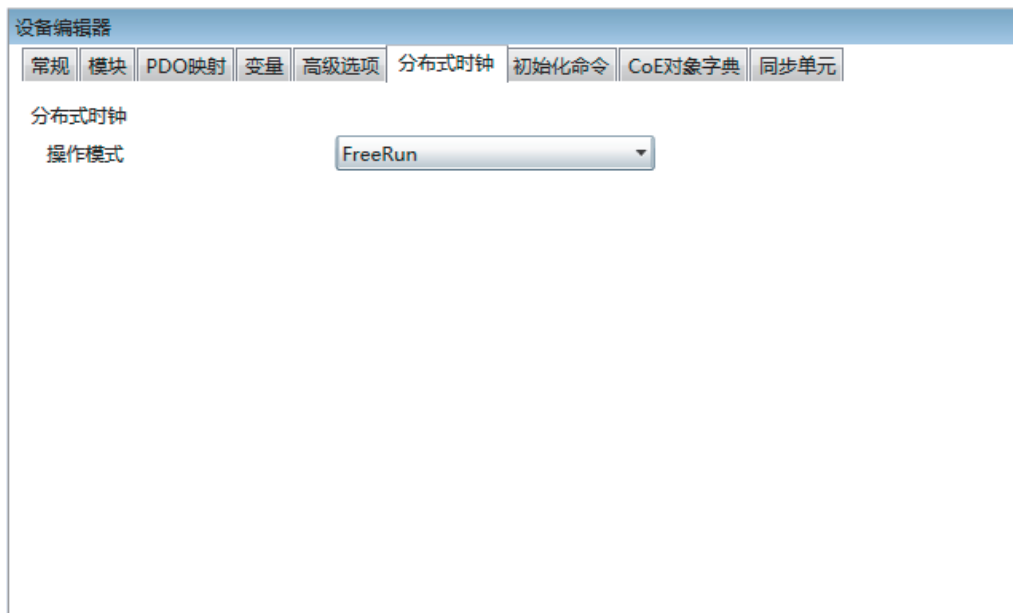 设备编辑器
常规 模块 PDO映射 变量 高级选项 分布式时钟 初始化命令 CoE对象字典 同步单元
分布式时钟
操作模式 FreeRun